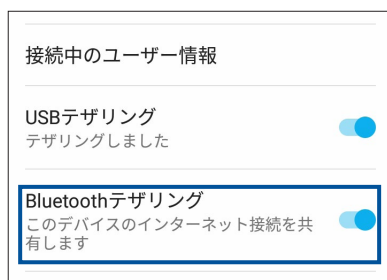 接続中のユーザー情報
USBテザリング
テザリングしました
Bluetoothテザリング
このデバイスのインターネット接続を共
有します